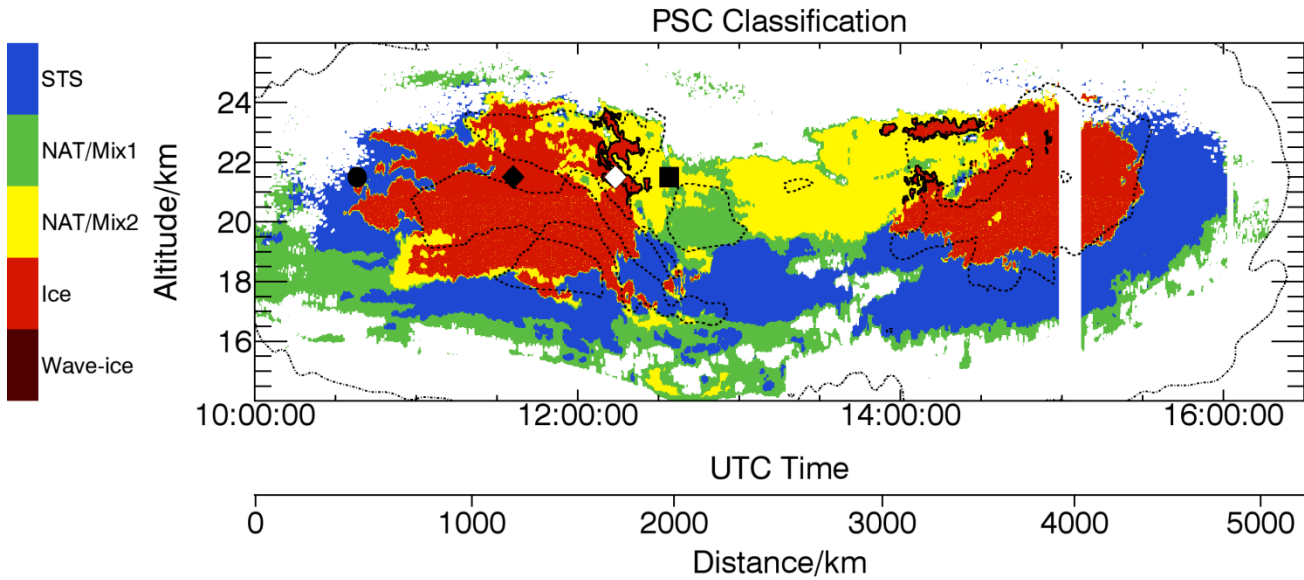 PSC Classification
STS
NAT/Mix1
NAT/Mix2
Ice
Wave-ice
Altitude/km
24
22
20
18
16
10:00:00 12:00:00 14:00:00 16:00:00
UTC Time
0 1000 2000 3000 4000 5000
Distance/km